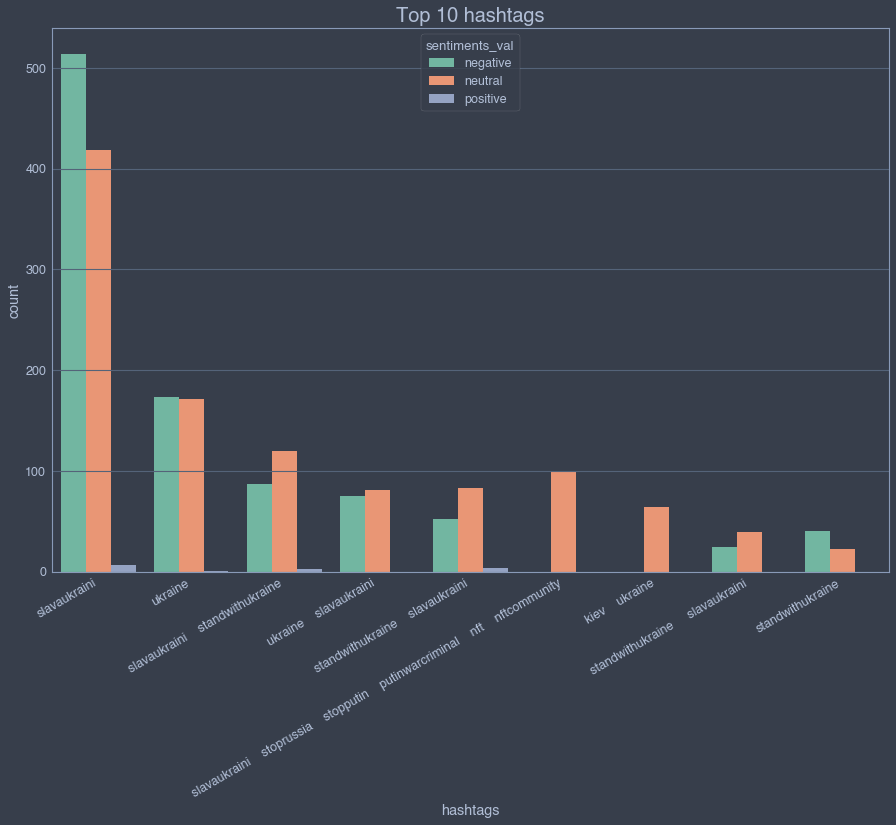 Top 10 hashtags
sentiments_val
negative
neutral
positive
500
400
300
200
100
0
count
slavaukraini
ukraine
slavaukraini standwithukraine
ukraine slavaukraini
standwithukraine slavaukraini
slavaukraini stoprussia stopputin putinwarcriminal nft nftcommunity
kiev ukraine
standwithukraine slavaukraini
standwithukraine
hashtags